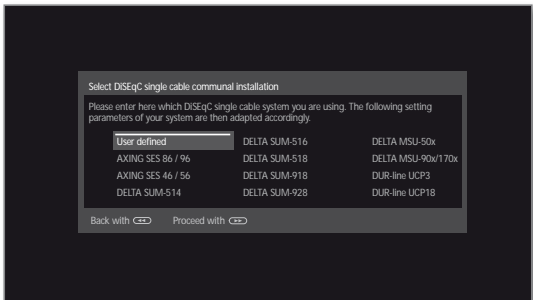 Select DiSEqC single cable communal installation
Please enter here which DiSEqC single cable system you are using. The following setting
parameters of your system are then adapted accordingly.
User defined DELTA SUM-516 DELTA MSU-50x
AXING SES 86 / 96 DELTA SUM-518 DELTA MSU-90x/170x
AXING SES 46 / 56 DELTA SUM-918 DUR-line UCP3
DELTA SUM-514 DELTA SUM-928 DUR-line UCP18
Back with Proceed with